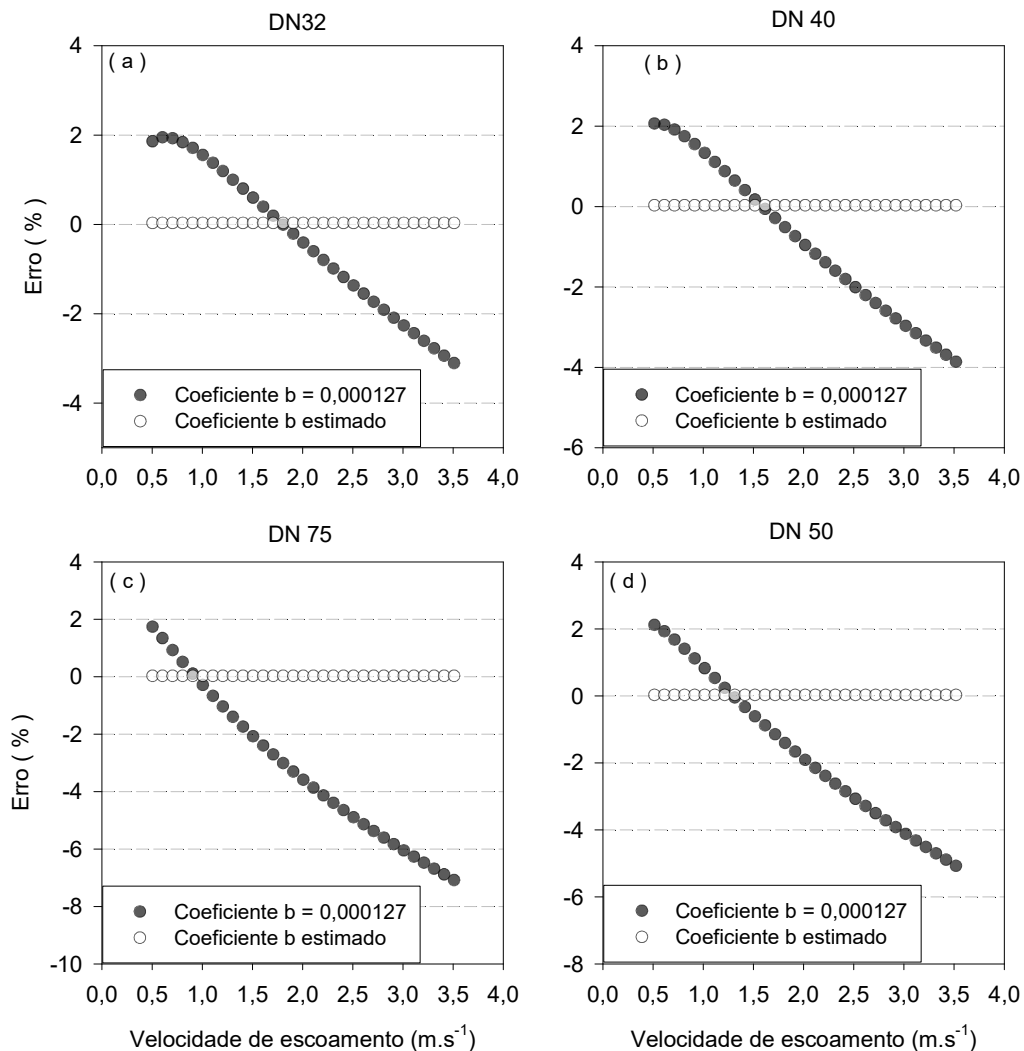 DN32
4
( a )
2
0
-2
-4
Erro ( % )
Coeficiente b = 0,000127
Coeficiente b estimado
0,0 0,5 1,0 1,5 2,0 2,5 3,0 3,5 4,0
DN 40
4
( b )
2
0
-2
-4
-6
Coeficiente b = 0,000127
Coeficiente b estimado
0,0 0,5 1,0 1,5 2,0 2,5 3,0 3,5 4,0
DN 75
4
( c )
2
0
-2
-4
-6
-8
-10
Erro ( % )
Coeficiente b = 0,000127
Coeficiente b estimado
0,0 0,5 1,0 1,5 2,0 2,5 3,0 3,5 4,0
Velocidade de escoamento (m.s⁻¹)
DN 50
4
( d )
2
0
-2
-4
-6
-8
Coeficiente b = 0,000127
Coeficiente b estimado
0,0 0,5 1,0 1,5 2,0 2,5 3,0 3,5 4,0
Velocidade de escoamento (m.s⁻¹)